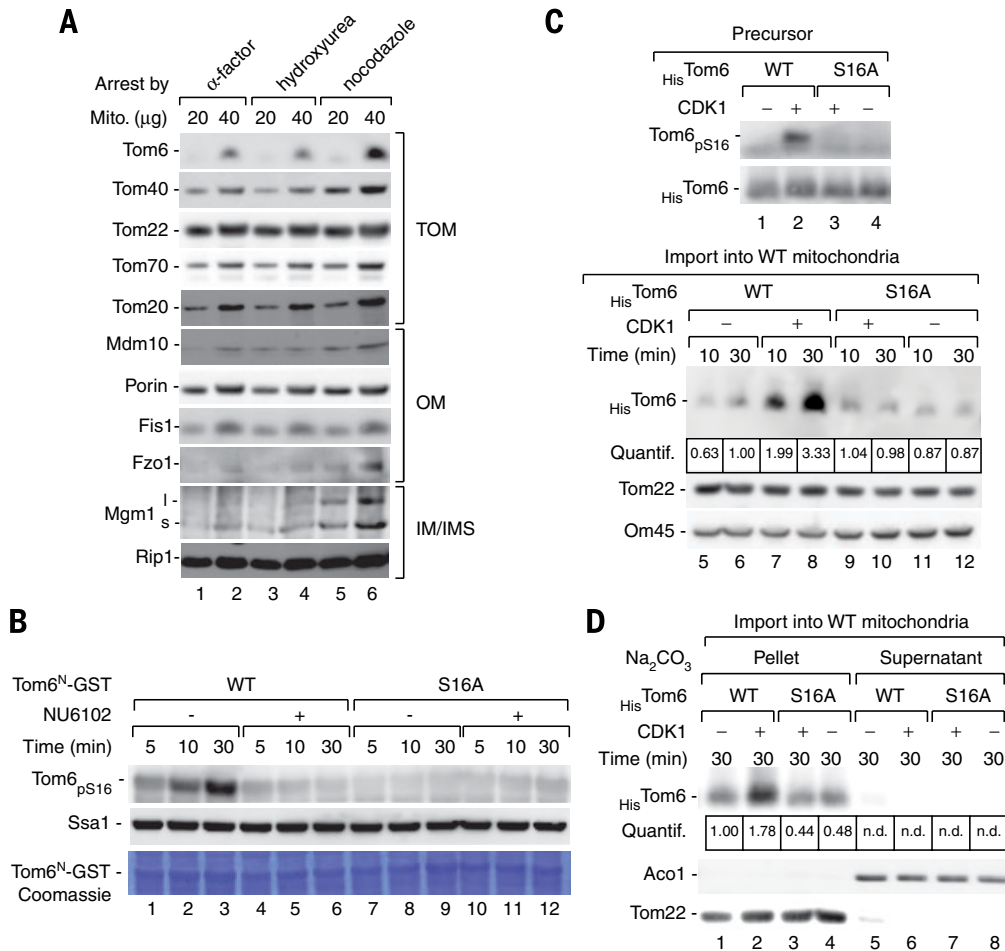 A
Arrest by α-factor hydroxyurea nocodazole
Mito. (μg) 20 40 20 40 20 40
Tom6
Tom40
Tom22
Tom70
Tom20
TOM
Mdm10
Porin
Fis1
Fzo1
OM
Mgm1 l
s
Rip1
IM/IMS
1 2 3 4 5 6
B
Tom6N-GST WT S16A
NU6102 - + - +
Time (min) 5 10 30 5 10 30 5 10 30 5 10 30
Tom6pS16
Ssa1
Tom6N-GST
Coomassie
1 2 3 4 5 6 7 8 9 10 11 12
C
Precursor
HisTom6 WT S16A
CDK1 − + + −
Tom6pS16
HisTom6
1 2 3 4
Import into WT mitochondria
HisTom6 WT S16A
CDK1 − + + −
Time (min) 10 30 10 30 10 30 10 30
HisTom6
Quantif. 0.63 1.00 1.99 3.33 1.04 0.98 0.87 0.87
Tom22
Om45
5 6 7 8 9 10 11 12
D
Import into WT mitochondria
Na2CO3 Pellet Supernatant
HisTom6 WT S16A WT S16A
CDK1 − + + − − + + −
Time (min) 30 30 30 30 30 30 30 30
HisTom6
Quantif. 1.00 1.78 0.44 0.48 n.d. n.d. n.d. n.d.
Aco1
Tom22
1 2 3 4 5 6 7 8